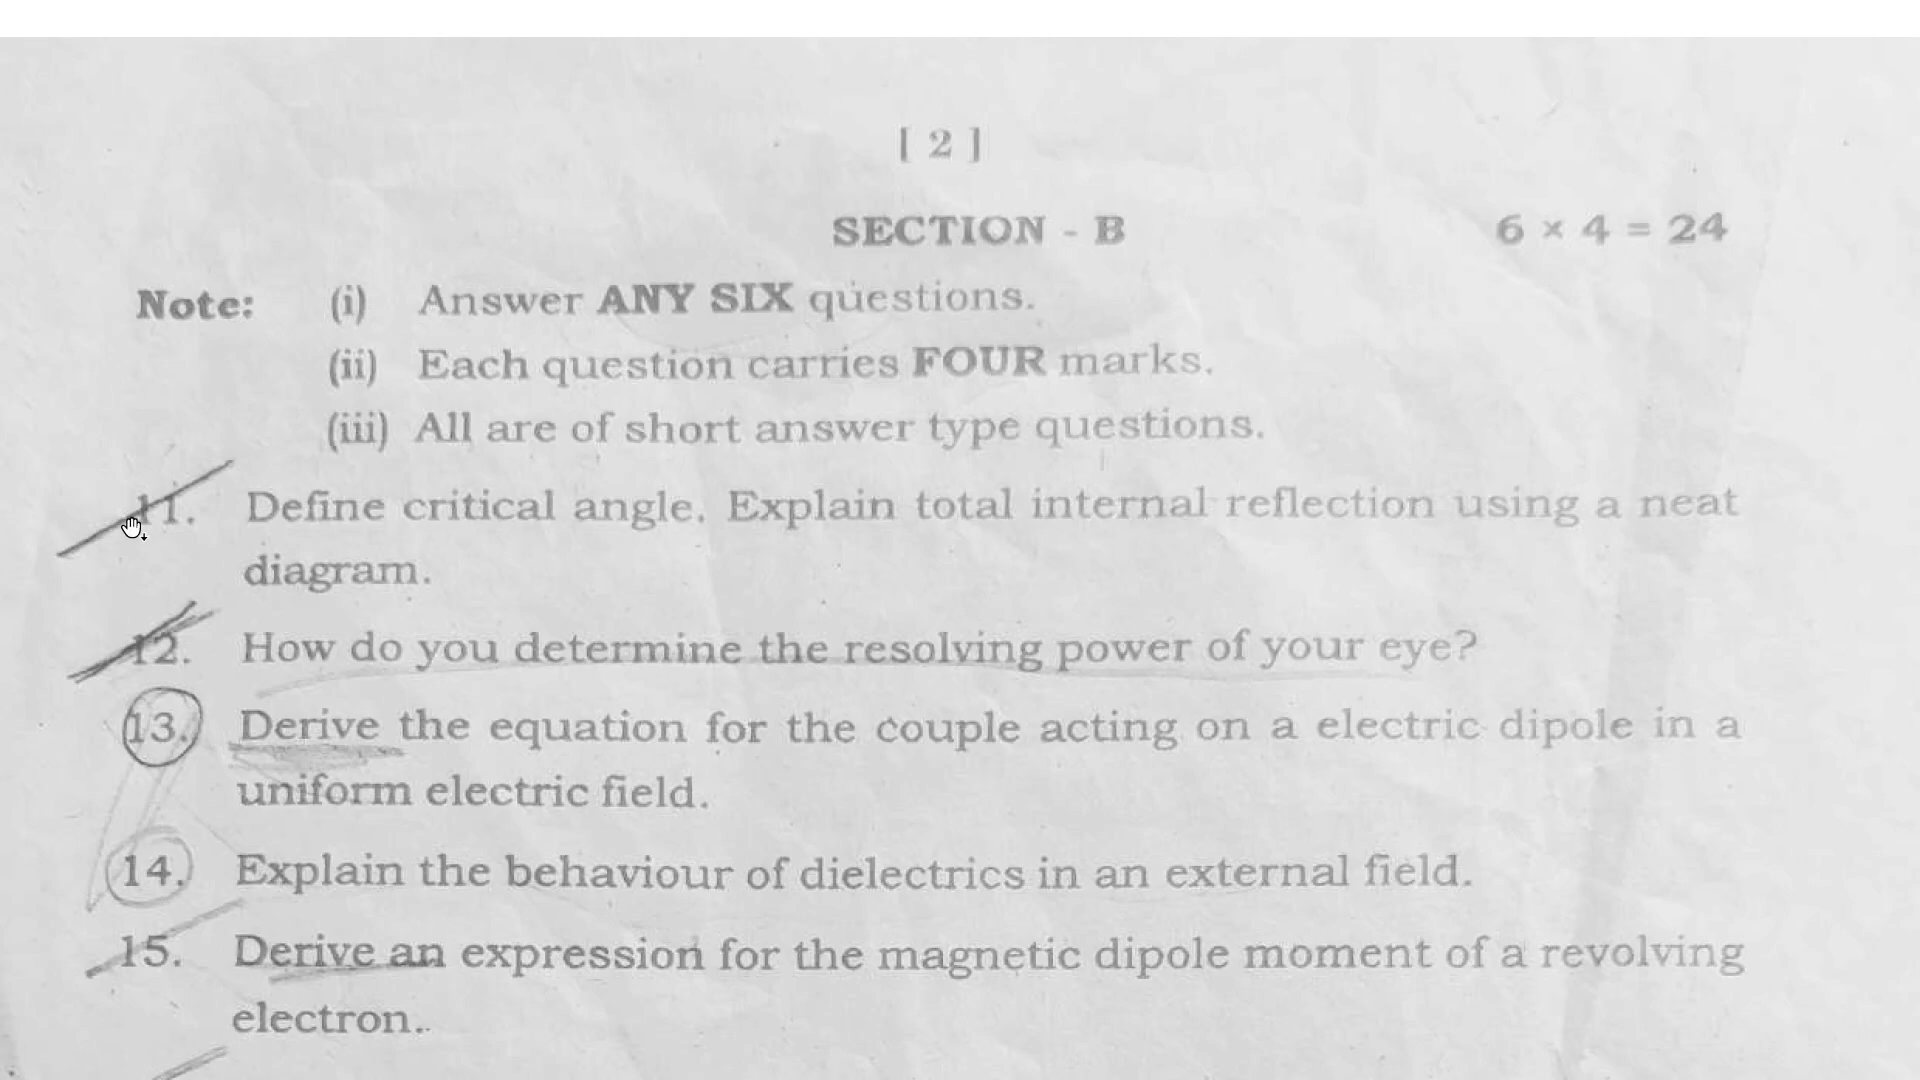 [ 2 ]
SECTION - B 6 × 4 = 24
Note: (i) Answer ANY SIX questions.
(ii) Each question carries FOUR marks.
(iii) All are of short answer type questions.
11. Define critical angle. Explain total internal reflection using a neat
diagram.
12. How do you determine the resolving power of your eye?
13. Derive the equation for the couple acting on a electric dipole in a
uniform electric field.
14. Explain the behaviour of dielectrics in an external field.
15. Derive an expression for the magnetic dipole moment of a revolving
electron.